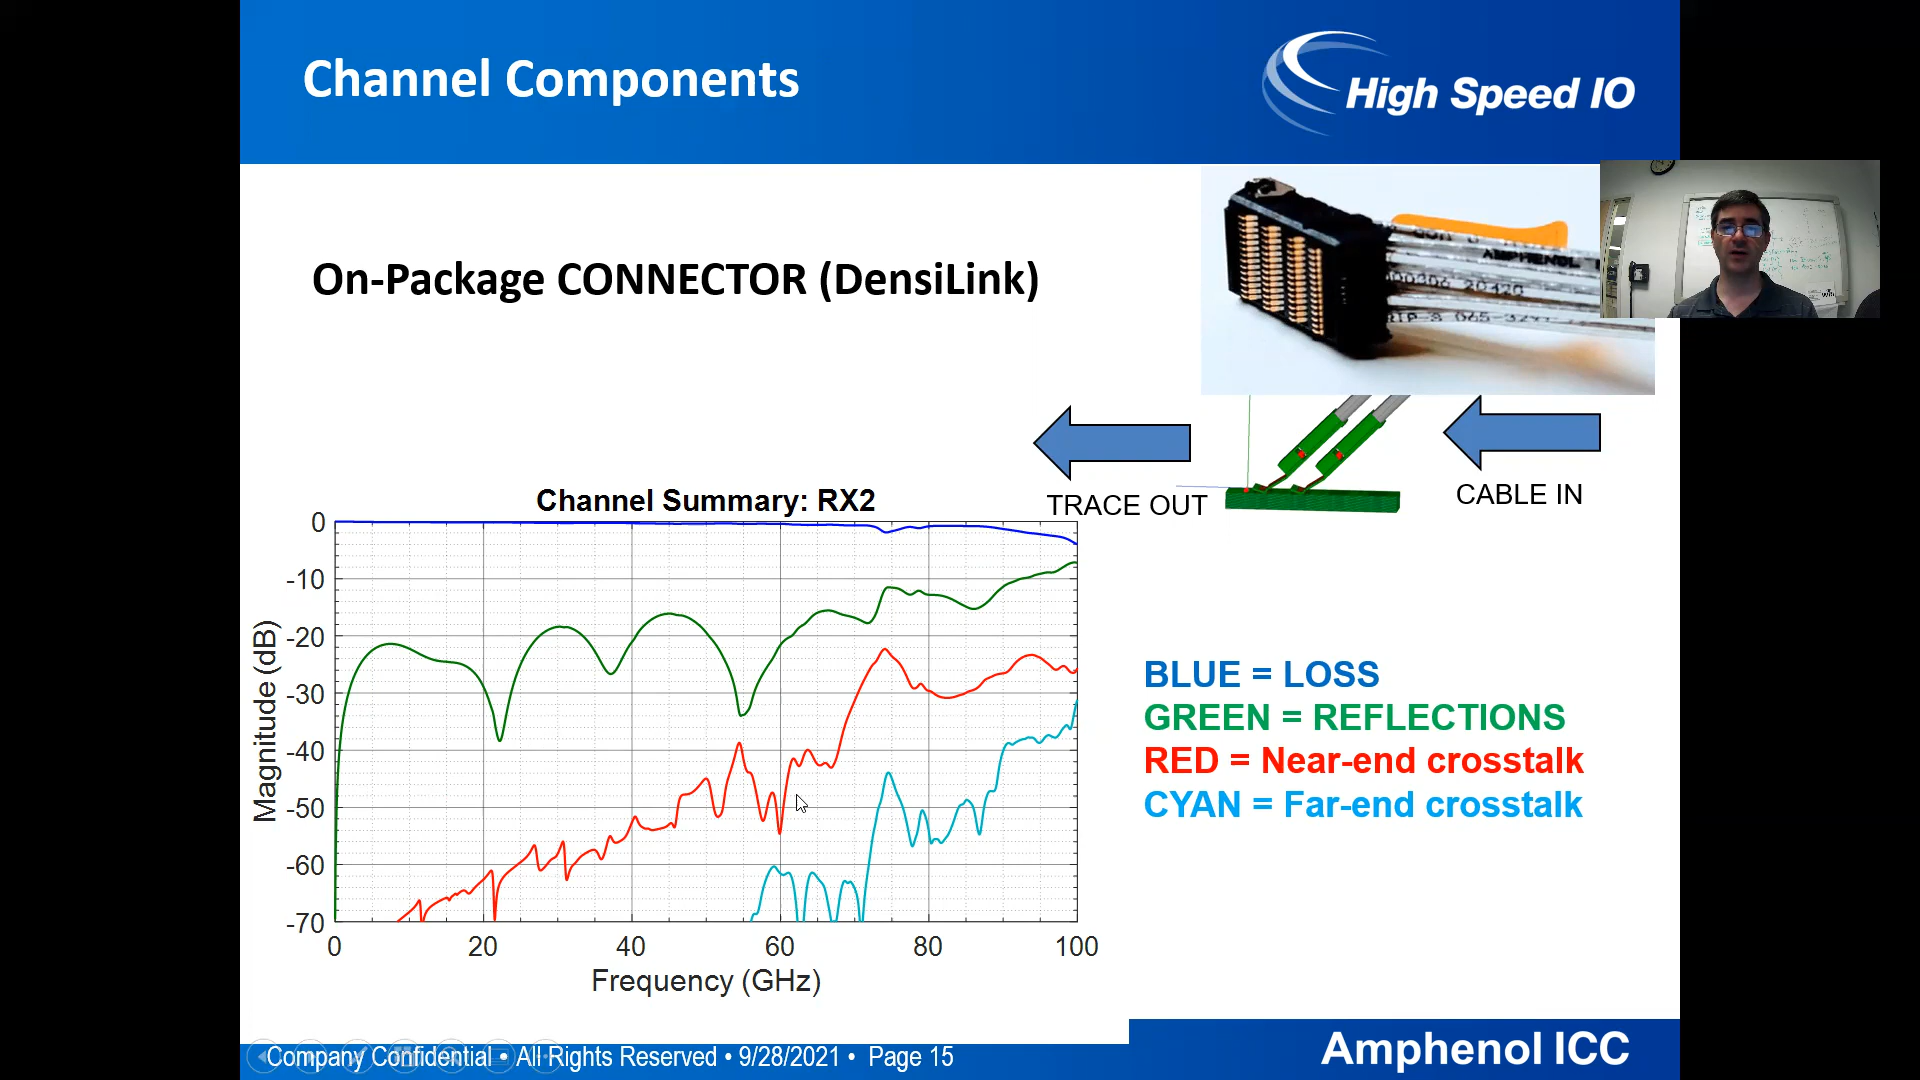 Channel Components
High Speed IO
On-Package CONNECTOR (DensiLink)
AMPHENOL
TRACE OUT
CABLE IN
Channel Summary: RX2
0
-10
-20
-30
-40
-50
-60
-70
Magnitude (dB)
0 20 40 60 80 100
Frequency (GHz)
BLUE = LOSS
GREEN = REFLECTIONS
RED = Near-end crosstalk
CYAN = Far-end crosstalk
Company Confidential • All Rights Reserved • 9/28/2021 • Page 15
Amphenol ICC